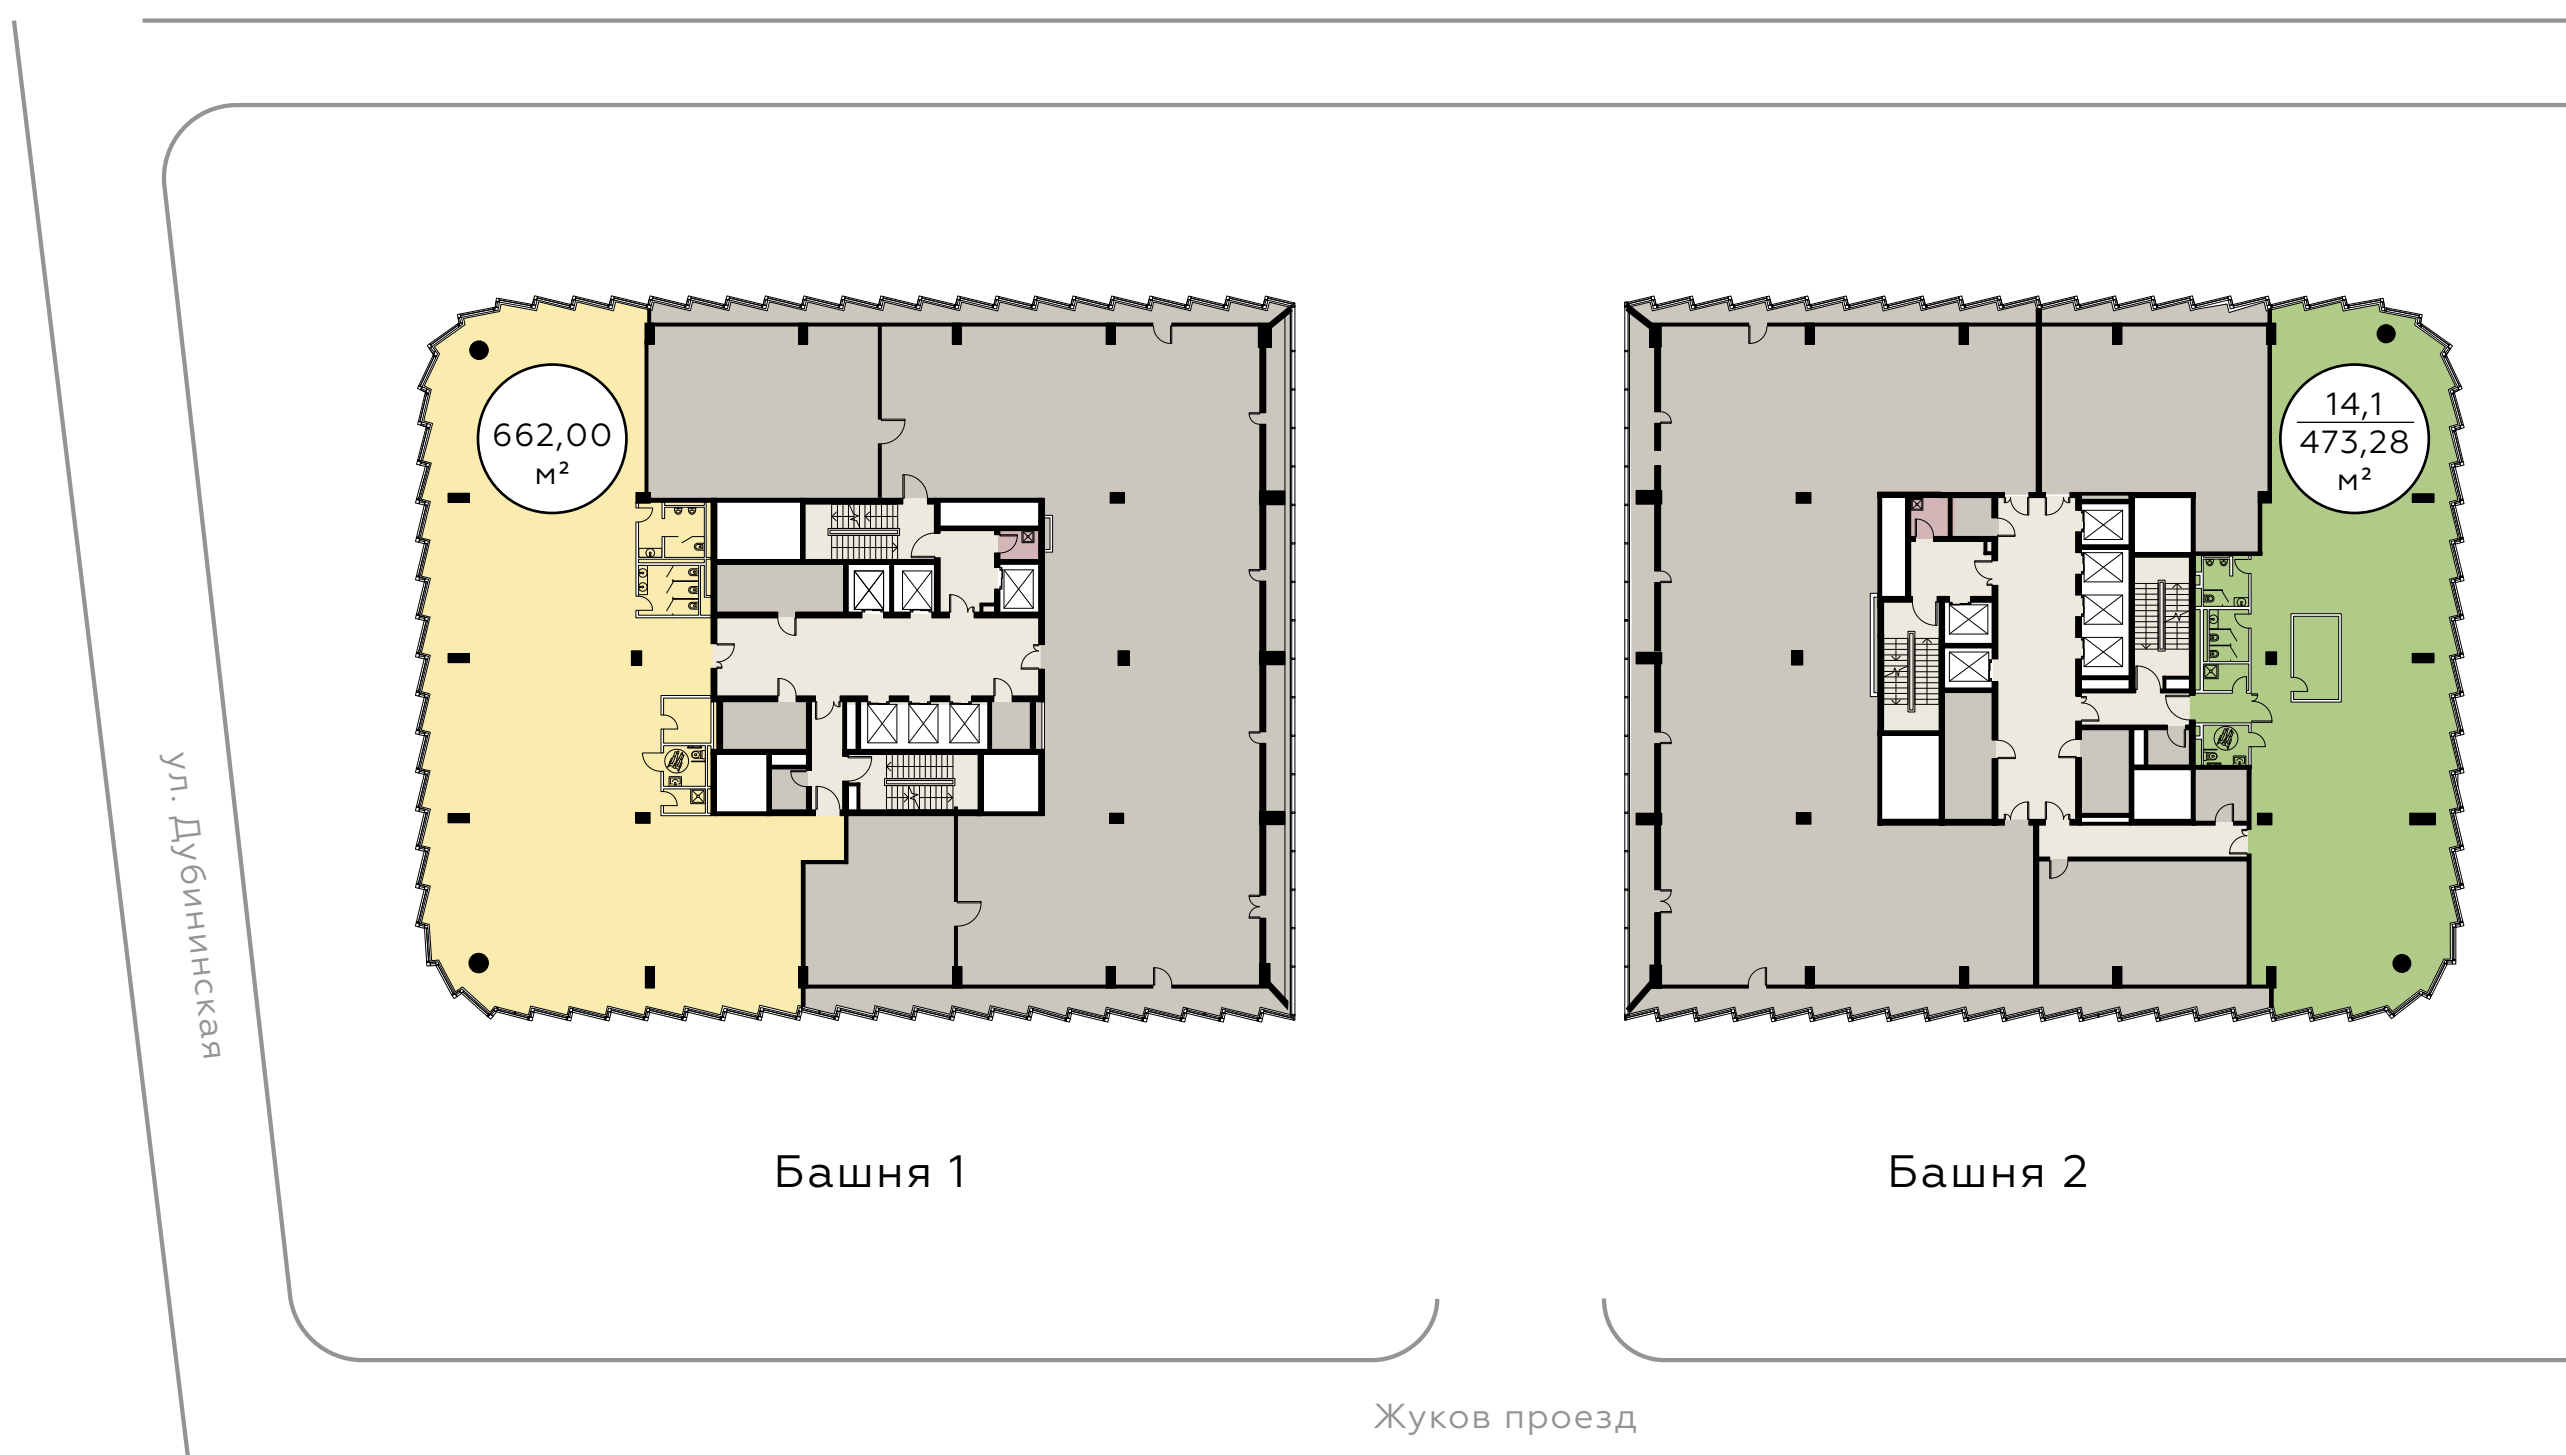 662,00
м²
14,1
473,28
м²
ул. Дубининская
Башня 1
Башня 2
Жуков проезд